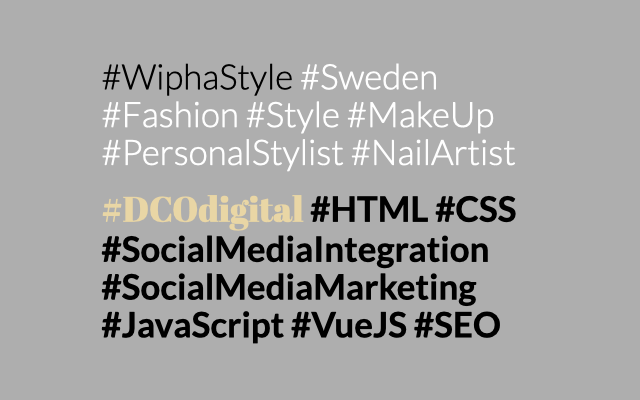 #WiphaStyle #Sweden
#Fashion #Style #MakeUp
#PersonalStylist #NailArtist
#DCOdigital #HTML #CSS
#SocialMediaIntegration
#SocialMediaMarketing
#JavaScript #VueJS #SEO